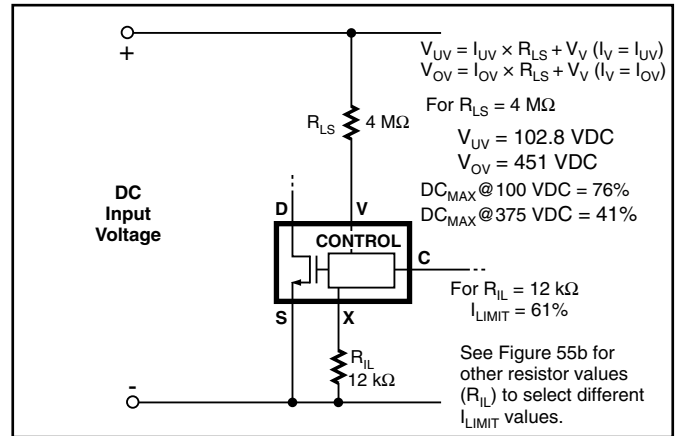 +
V_UV = I_UV × R_LS + V_V (I_V = I_UV)
V_OV = I_OV × R_LS + V_V (I_V = I_OV)
For R_LS = 4 MΩ
R_LS 4 MΩ
V_UV = 102.8 VDC
V_OV = 451 VDC
DC_MAX@100 VDC = 76%
DC_MAX@375 VDC = 41%
DC
Input
Voltage
D V
CONTROL
C
For R_IL = 12 kΩ
I_LIMIT = 61%
S X
R_IL
12 kΩ
See Figure 55b for
other resistor values
(R_IL) to select different
I_LIMIT values.
-